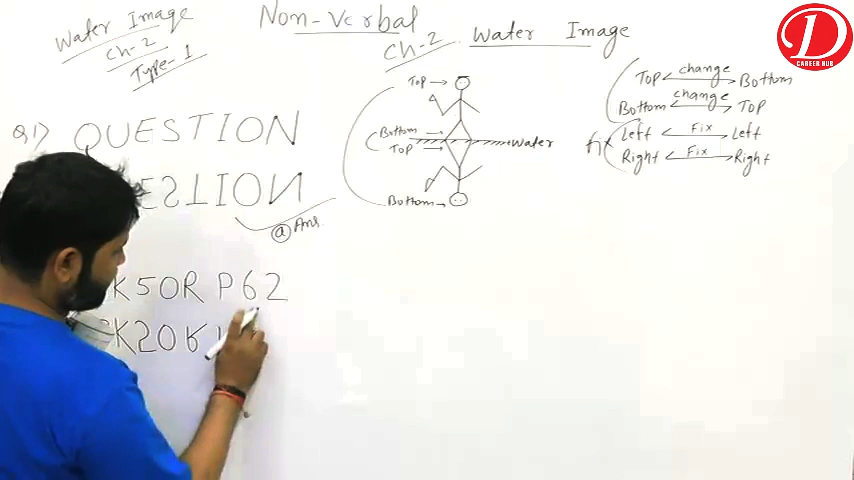 Water Image
Ch-2
Type-1
Non-Verbal
Ch-2 Water Image
Top
Bottom
Top
Water
Bottom
Top change Bottom
Bottom change Top
fix
Left Fix Left
Right Fix Right
Q1) QUESTION
(a) Ans.
K5OR P62
D
CAREER HUB